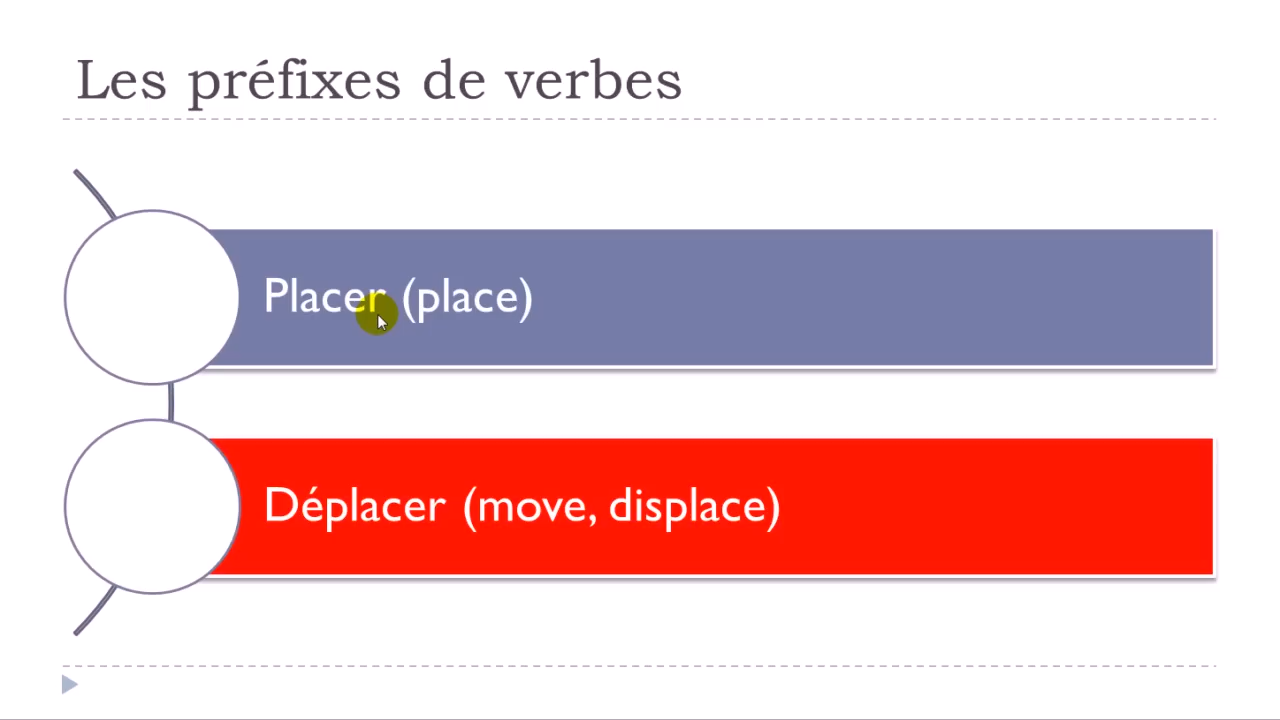 Les préfixes de verbes
Placer (place)
Déplacer (move, displace)